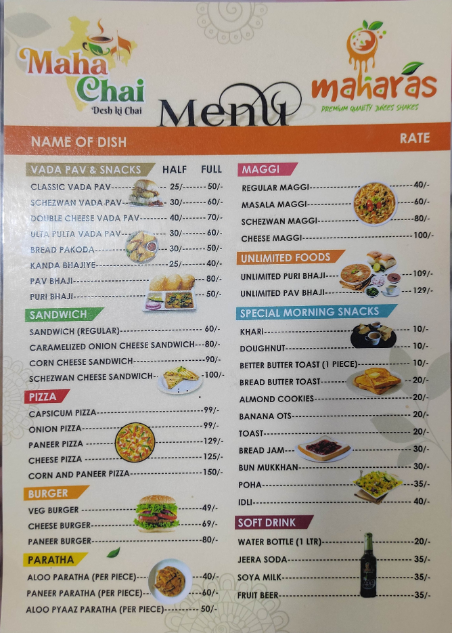 Maha Chai
Desh ki Chai
Menu
maharas
PREMIUM QUALITY JUICES SHAKES
NAME OF DISH RATE
VADA PAV & SNACKS HALF FULL
CLASSIC VADA PAV 25/- 50/-
SCHEZWAN VADA PAV 30/- 60/-
DOUBLE CHEESE VADA PAV 40/- 70/-
ULTA PULTA VADA PAV 30/- 60/-
BREAD PAKODA 30/- 50/-
KANDA BHAJIYE 25/- 40/-
PAV BHAJI 80/-
PURI BHAJI 50/-
SANDWICH
SANDWICH (REGULAR) 60/-
CARAMELIZED ONION CHEESE SANDWICH 80/-
CORN CHEESE SANDWICH 90/-
SCHEZWAN CHEESE SANDWICH 100/-
PIZZA
CAPSICUM PIZZA 99/-
ONION PIZZA 99/-
PANEER PIZZA 129/-
CHEESE PIZZA 125/-
CORN AND PANEER PIZZA 150/-
BURGER
VEG BURGER 49/-
CHEESE BURGER 69/-
PANEER BURGER 80/-
PARATHA
ALOO PARATHA (PER PIECE) 40/-
PANEER PARATHA (PER PIECE) 60/-
ALOO PYAAZ PARATHA (PER PIECE) 50/-
MAGGI
REGULAR MAGGI 40/-
MASALA MAGGI 60/-
SCHEZWAN MAGGI 80/-
CHEESE MAGGI 100/-
UNLIMITED FOODS
UNLIMITED PURI BHAJI 109/-
UNLIMITED PAV BHAJI 129/-
SPECIAL MORNING SNACKS
KHARI 10/-
DOUGHNUT 10/-
BETTER BUTTER TOAST (1 PIECE) 10/-
BREAD BUTTER TOAST 20/-
ALMOND COOKIES 20/-
BANANA OTS 20/-
TOAST 20/-
BREAD JAM 30/-
BUN MUKKHAN 30/-
POHA 35/-
IDLI 40/-
SOFT DRINK
WATER BOTTLE (1 LTR) 20/-
JEERA SODA 35/-
SOYA MILK 35/-
FRUIT BEER 35/-